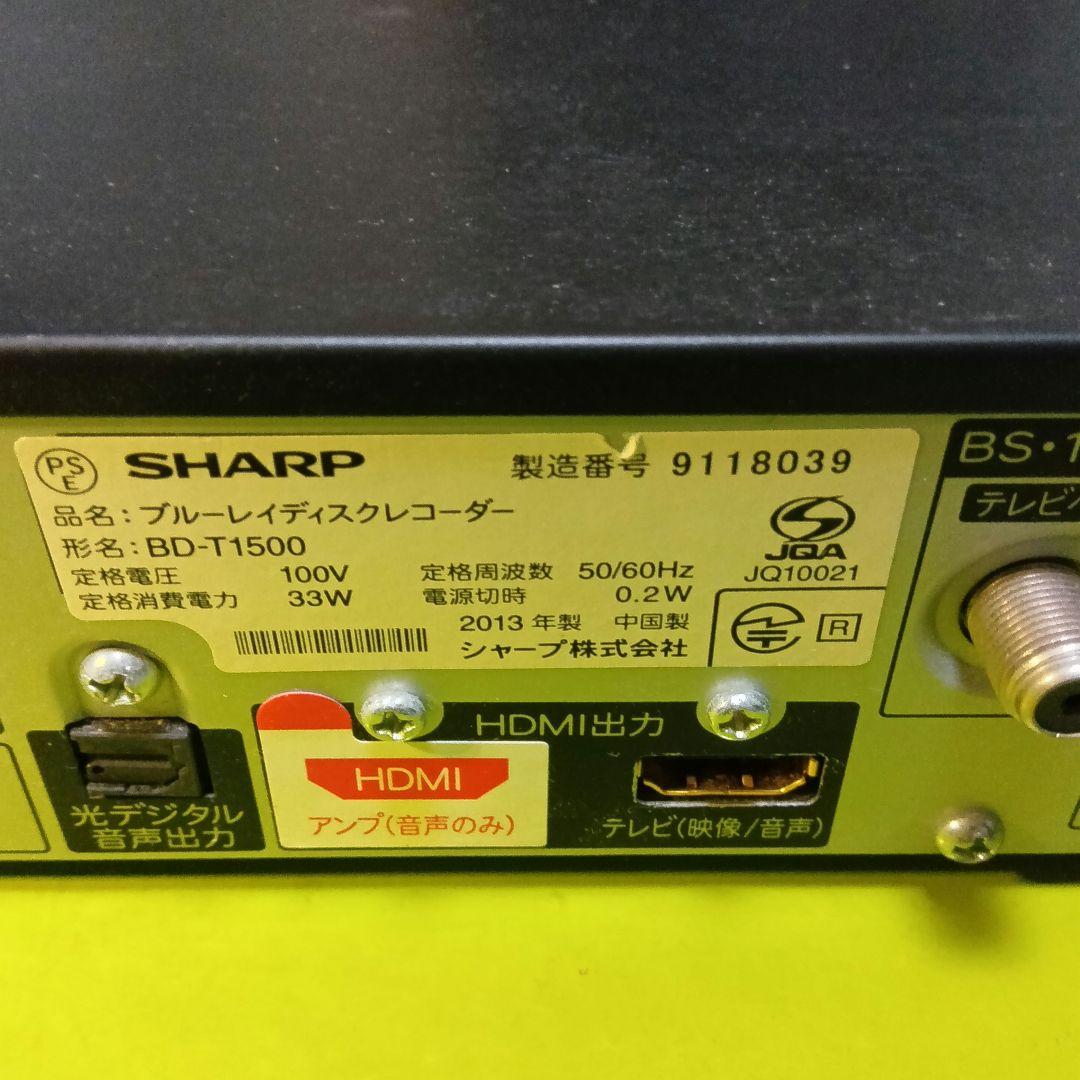 PS
E
SHARP
製造番号 9118039
品名:ブルーレイディスクレコーダー
形名:BD-T1500
定格電圧 100V 定格周波数 50/60Hz
定格消費電力 33W 電源切時 0.2W
2013年製 中国製
シャープ株式会社
JQA
JQ10021
R
BS・1
テレビ
光デジタル
音声出力
HDMI出力
HDMI
アンプ(音声のみ)
テレビ(映像/音声)